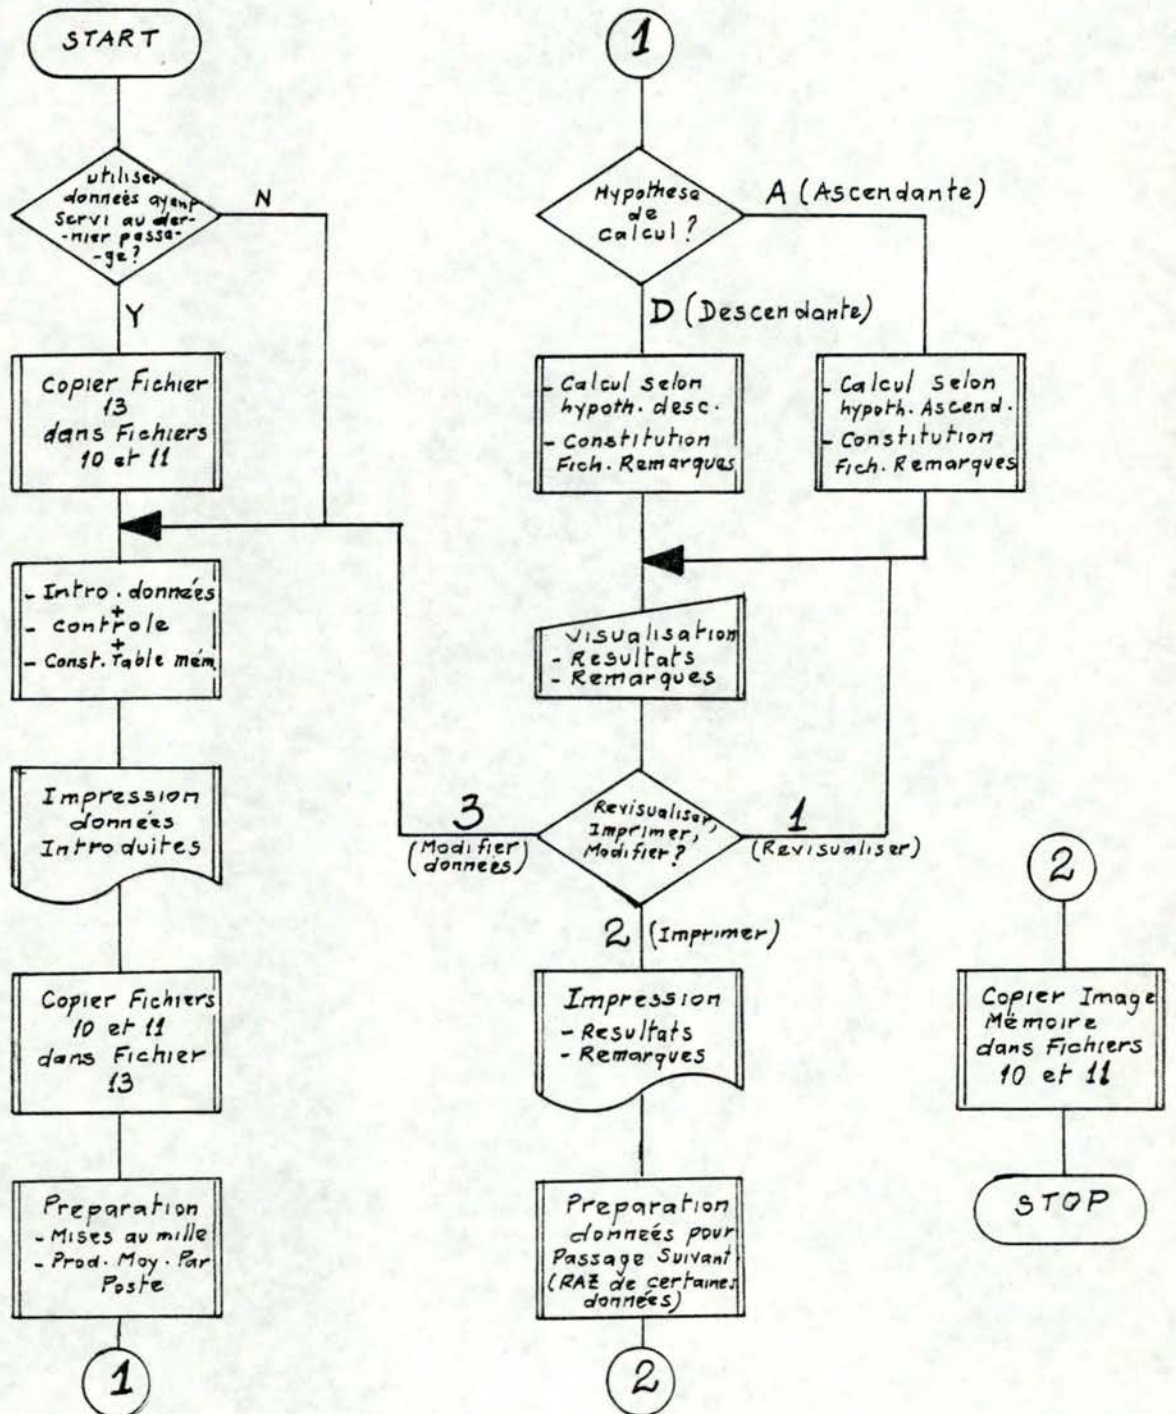 START
utiliser
données ayant
servi au der-
-nier passa-
-ge?
N
Y
Copier Fichier
13
dans Fichiers
10 et 11
- Intro. données
+
- contrôle
+
- Const. Table mém.
Impression
données
Introduites
Copier Fichiers
10 et 11
dans Fichier
13
Preparation
- Mises au mille
- Prod. Moy. Par
Poste
1
1
Hypothese
de
Calcul?
A (Ascendante)
D (Descendante)
- Calcul selon
hypoth. desc.
- Constitution
Fich. Remarques
- Calcul selon
hypoth. Ascend.
- Constitution
Fich. Remarques
Visualisation
- Resultats
- Remarques
Revisualiser,
Imprimer,
Modifier?
3
(Modifier
données)
1
(Revisualiser)
2 (Imprimer)
Impression
- Resultats
- Remarques
Preparation
données pour
Passage Suivant
(RAZ de certaines
données)
2
2
Copier Image
Mémoire
dans Fichiers
10 et 11
STOP